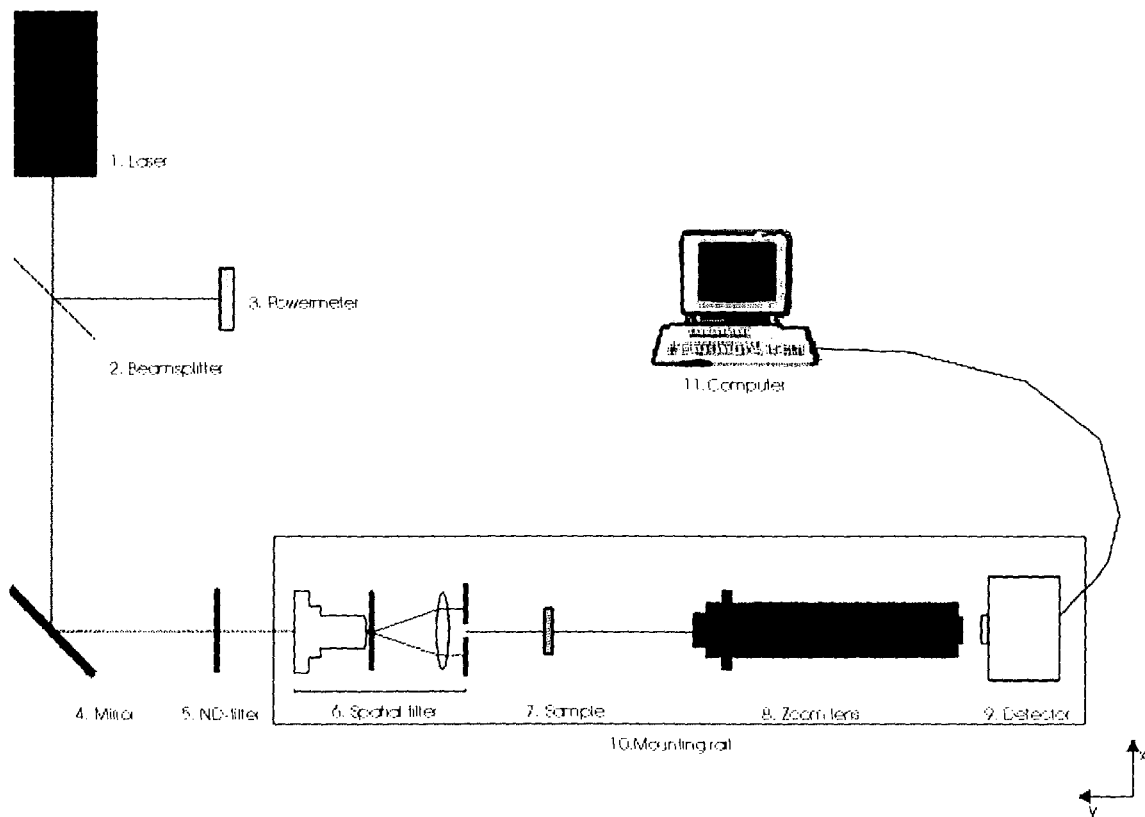 1. Laser
3. Powermeter
2. Beamsplitter
11. Computer
4. Mirror
5. ND-filter
6. Spatial filter
7. Sample
8. Zoom lens
9. Detector
10. Mounting rail
x
y